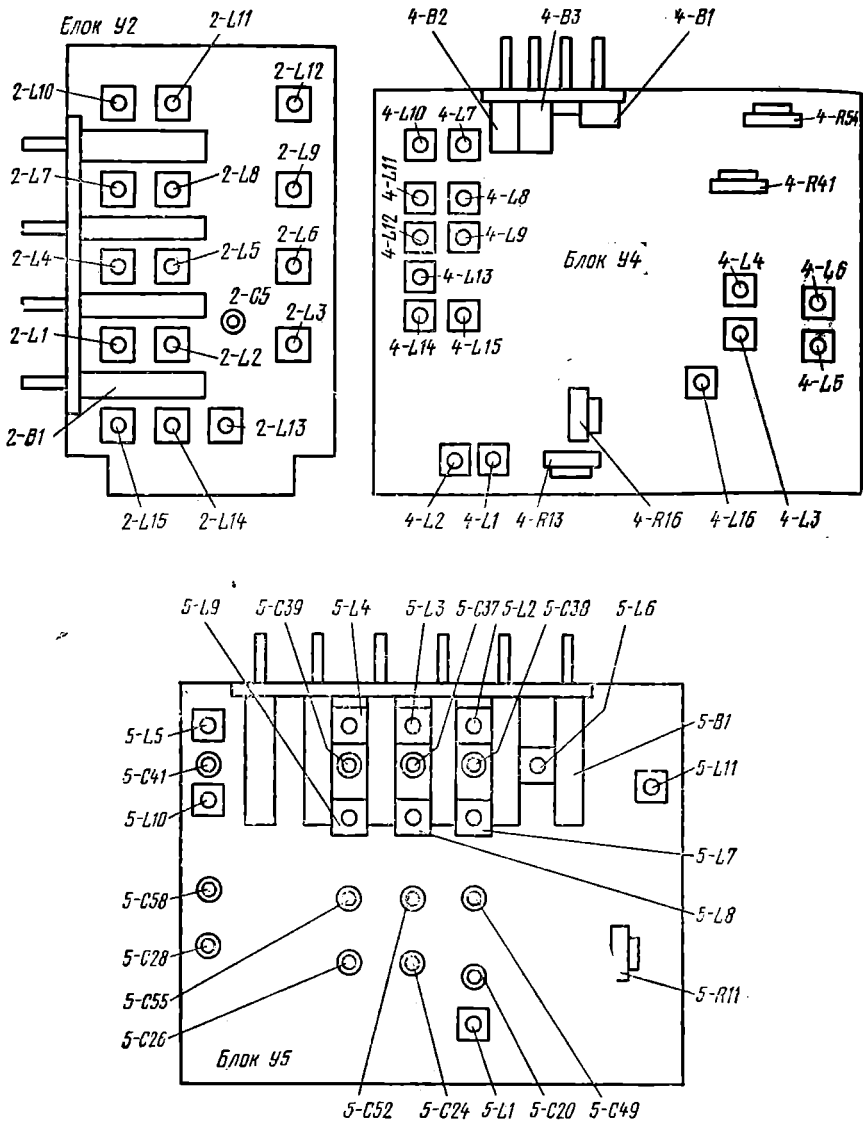 Блок У2
2-L11
2-L10
2-L12
2-L7
2-L8
2-L9
2-L4
2-L5
2-L6
2-C5
2-L3
2-L1
2-L2
2-B1
2-L13
2-L15
2-L14
4-B2
4-B3
4-B1
4-L10
4-L7
4-R54
4-L11
4-L8
4-R41
4-L12
4-L9
Блок У4
4-L13
4-L4
4-L6
4-L14
4-L15
4-L5
4-L2
4-L1
4-R13
4-R16
4-L16
4-L3
5-L9
5-C39
5-L4
5-L3
5-C37
5-L2
5-C38
5-L6
5-L5
5-B1
5-C41
5-L11
5-L10
5-L7
5-C58
5-L8
5-C28
5-C55
5-R11
5-C26
Блок У5
5-C52
5-C24
5-L1
5-C20
5-C49